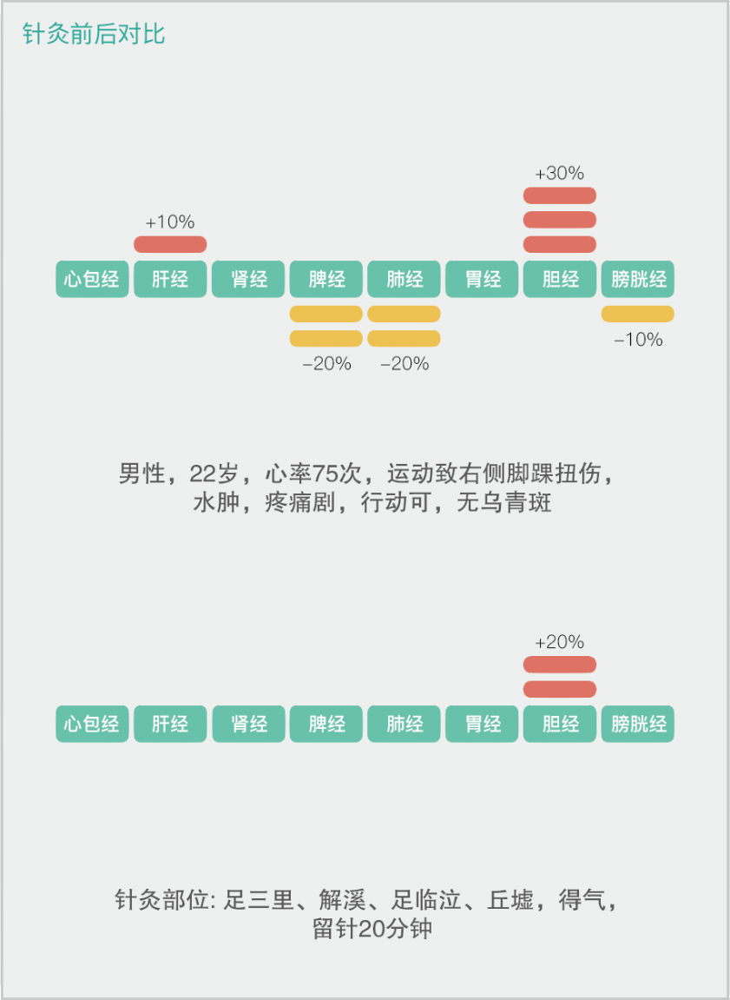 针灸前后对比
+30%
+10%
心包经 肝经 肾经 脾经 肺经 胃经 胆经 膀胱经
-10%
-20% -20%
男性，22岁，心率75次，运动致右侧脚踝扭伤，
水肿，疼痛剧，行动可，无乌青斑
+20%
心包经 肝经 肾经 脾经 肺经 胃经 胆经 膀胱经
针灸部位: 足三里、解溪、足临泣、丘墟，得气，
留针20分钟